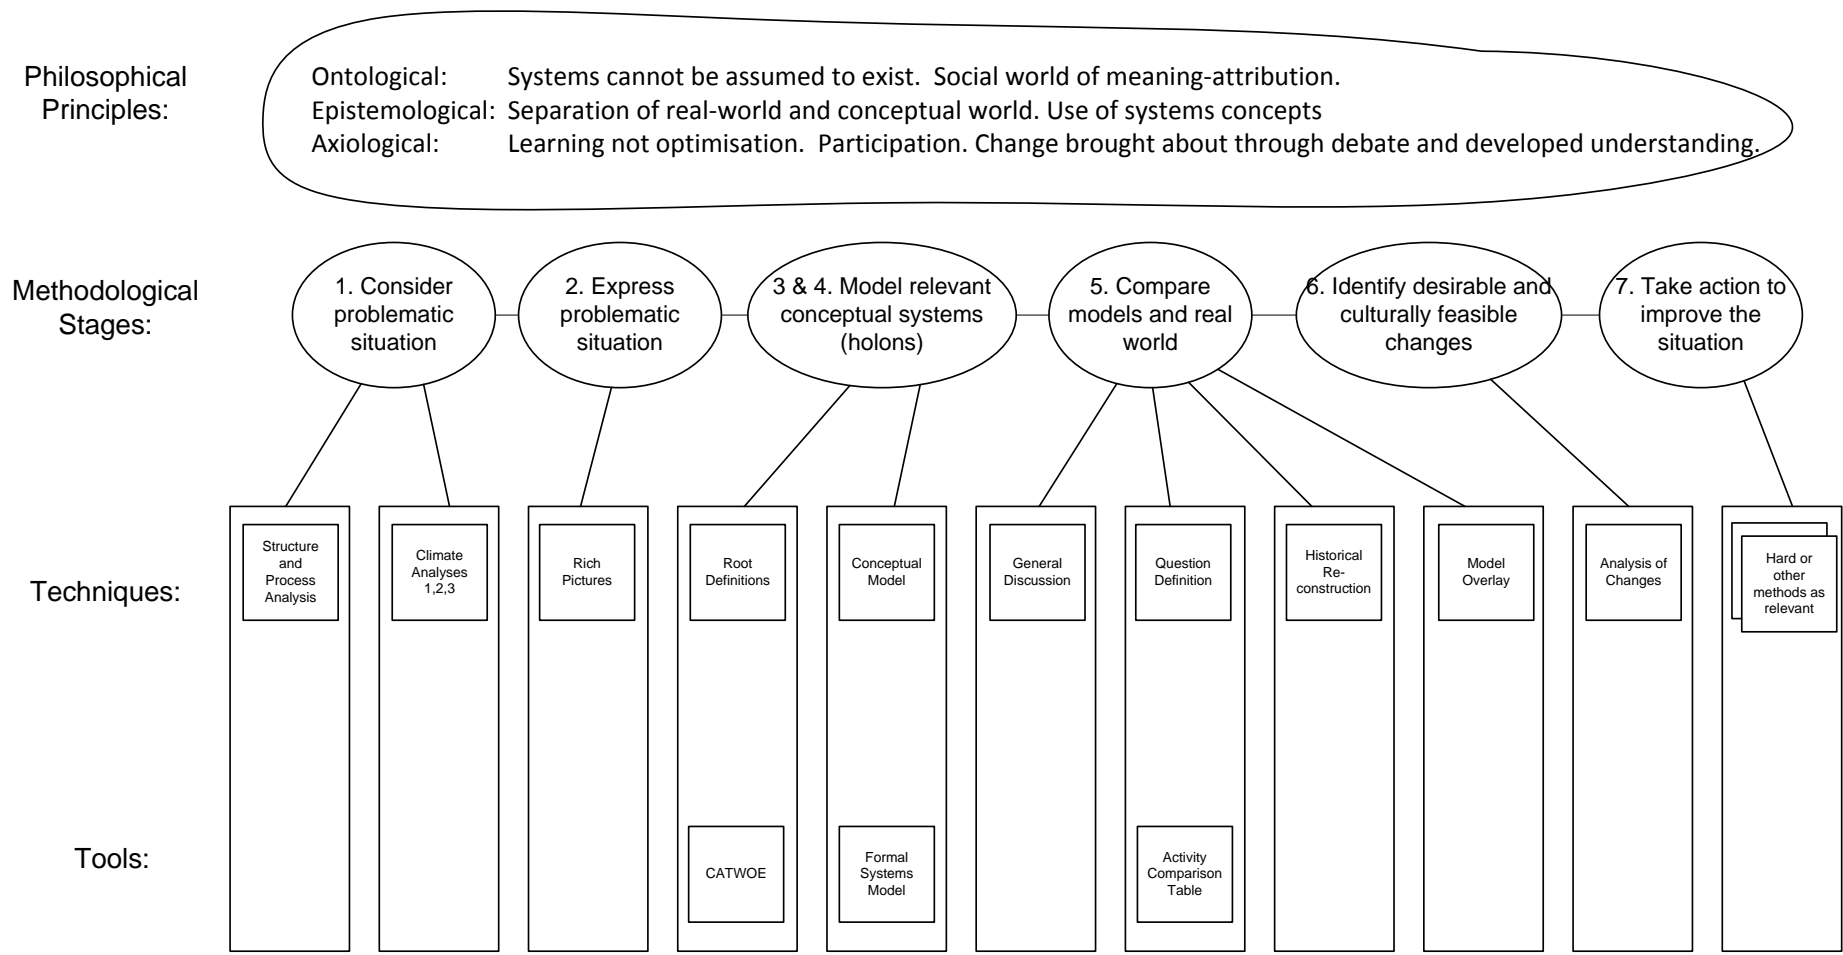 Philosophical
Principles:
Ontological: Systems cannot be assumed to exist. Social world of meaning-attribution.
Epistemological: Separation of real-world and conceptual world. Use of systems concepts
Axiological: Learning not optimisation. Participation. Change brought about through debate and developed understanding.
Methodological
Stages:
1. Consider
problematic
situation
2. Express
problematic
situation
3 & 4. Model relevant
conceptual systems
(holons)
5. Compare
models and real
world
6. Identify desirable and
culturally feasible
changes
7. Take action to
improve the
situation
Techniques:
Structure
and
Process
Analysis
Climate
Analyses
1,2,3
Rich
Pictures
Root
Definitions
Conceptual
Model
General
Discussion
Question
Definition
Historical
Re-
construction
Model
Overlay
Analysis of
Changes
Hard or
other
methods as
relevant
Tools:
CATWOE
Formal
Systems
Model
Activity
Comparison
Table